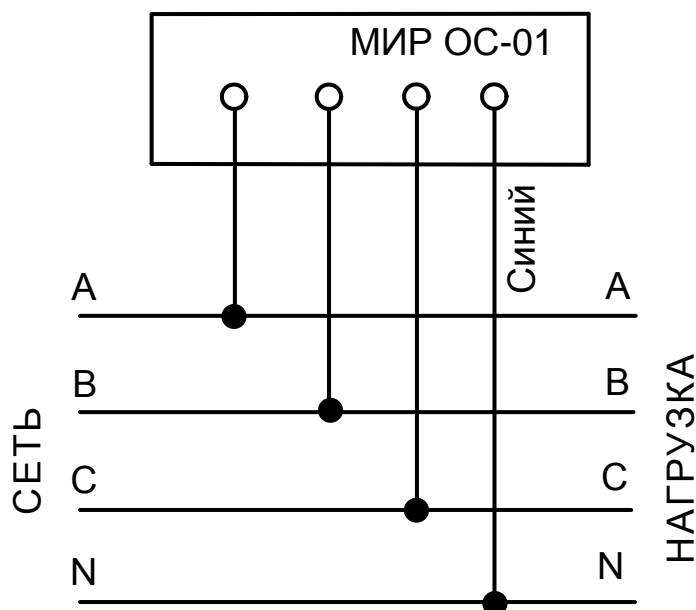 МИР ОС-01
Синий
А А
В В
С С
N N
СЕТЬ
НАГРУЗКА